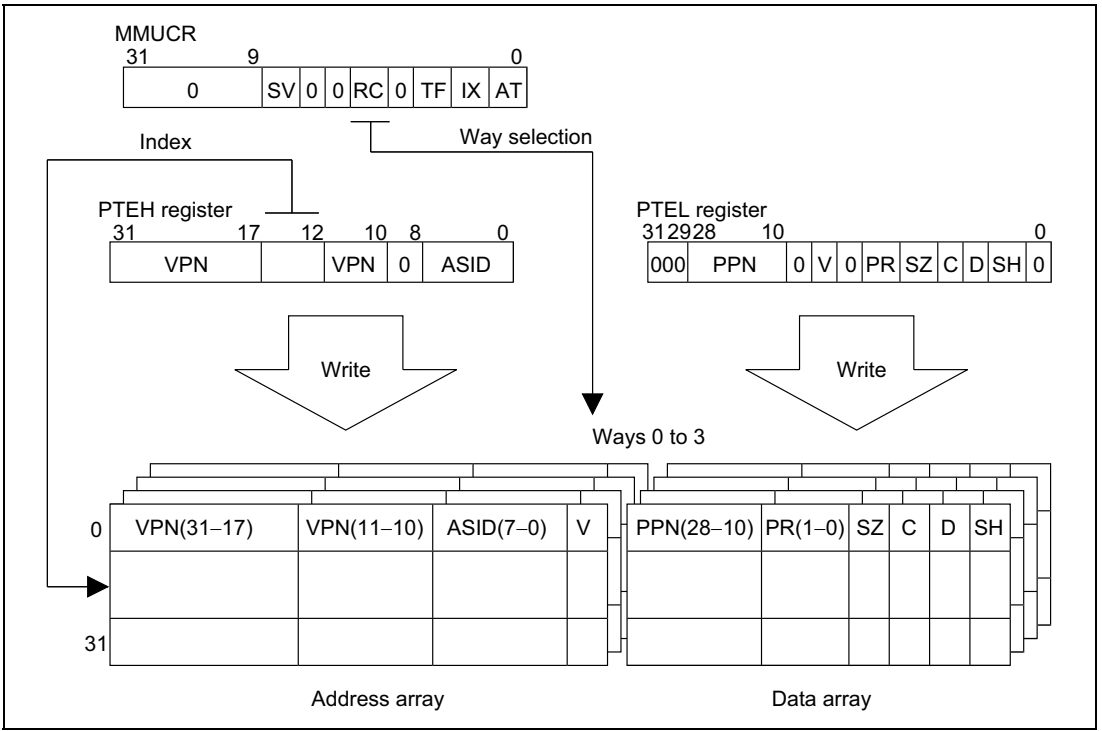 MMUCR
31 9 0
0 SV 0 0 RC 0 TF IX AT
Index
Way selection
PTEH register
31 17 12 10 8 0
VPN VPN 0 ASID
PTEL register
31 29 28 10 0
000 PPN 0 V 0 PR SZ C D SH 0
Write
Write
Ways 0 to 3
0 VPN(31–17) VPN(11–10) ASID(7–0) V
PPN(28–10) PR(1–0) SZ C D SH
31
Address array
Data array